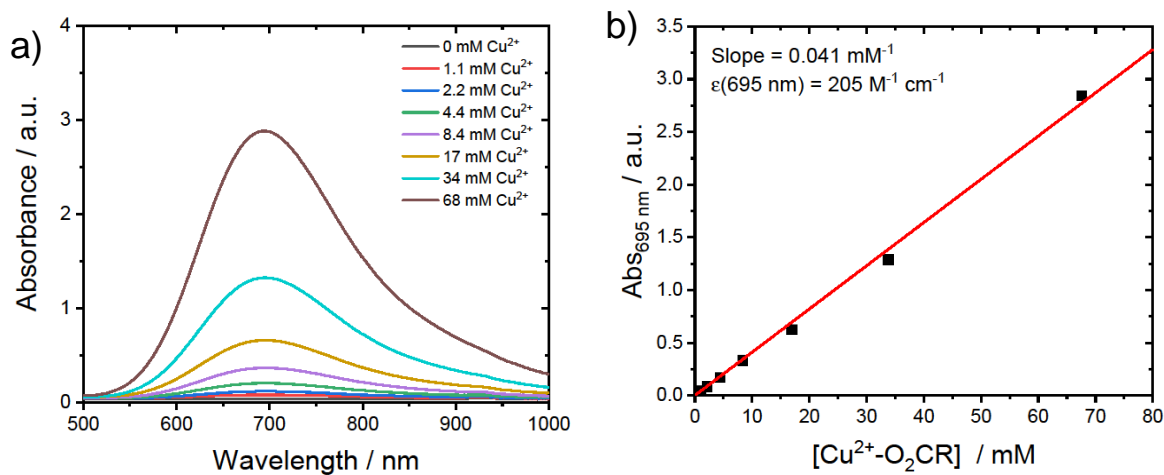 a)
Absorbance / a.u.
4
3
2
1
0
500 600 700 800 900 1000
Wavelength / nm
0 mM Cu²⁺
1.1 mM Cu²⁺
2.2 mM Cu²⁺
4.4 mM Cu²⁺
8.4 mM Cu²⁺
17 mM Cu²⁺
34 mM Cu²⁺
68 mM Cu²⁺
b)
Abs₆₉₅ ₙₘ / a.u.
3.5
3.0
2.5
2.0
1.5
1.0
0.5
0.0
0 10 20 30 40 50 60 70 80
[Cu²⁺-O₂CR] / mM
Slope = 0.041 mM⁻¹
ε(695 nm) = 205 M⁻¹ cm⁻¹